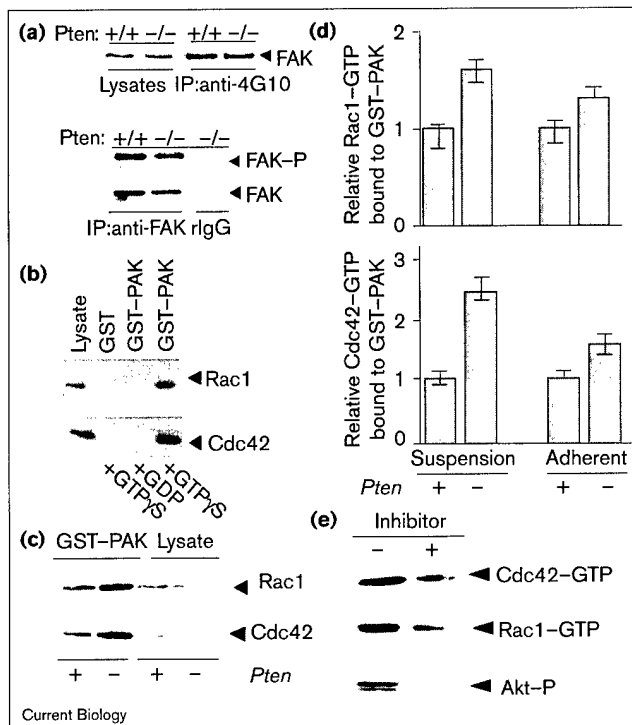 (a)
Pten: +/+ −/− +/+ −/−
FAK
Lysates IP:anti-4G10
Pten: +/+ −/− −/−
FAK–P
FAK
IP:anti-FAK rIgG
(b)
Lysate
GST
GST–PAK
GST–PAK
Rac1
Cdc42
+GTPγS
+GDP
+GTPγS
(c)
GST–PAK Lysate
Rac1
Cdc42
+ − + − Pten
(d)
Relative Rac1–GTP
bound to GST–PAK
2
1
0
Relative Cdc42–GTP
bound to GST–PAK
3
2
1
0
Suspension Adherent
Pten + − + −
(e)
Inhibitor
− +
Cdc42–GTP
Rac1–GTP
Akt–P
Current Biology